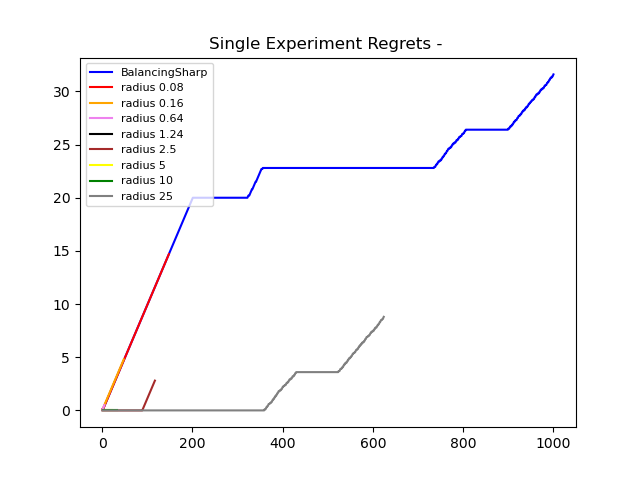 Single Experiment Regrets -
BalancingSharp
radius 0.08
radius 0.16
radius 0.64
radius 1.24
radius 2.5
radius 5
radius 10
radius 25
30
25
20
15
10
5
0
0 200 400 600 800 1000